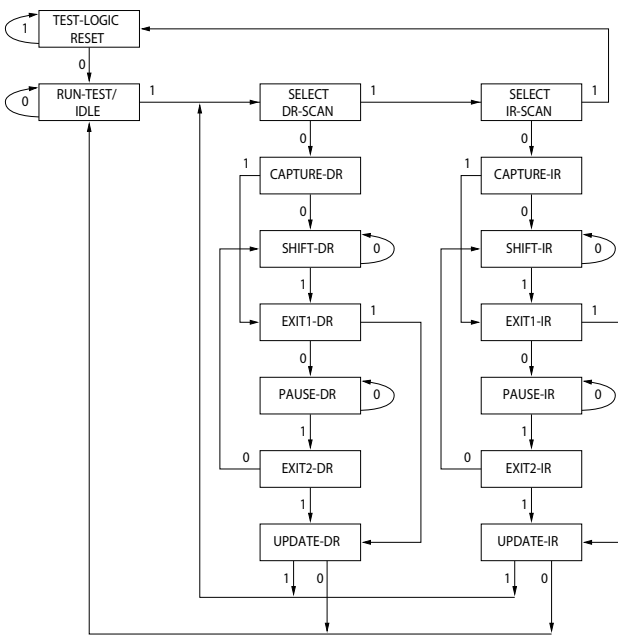 TEST-LOGIC
RESET
1
0
RUN-TEST/
IDLE
0
1
SELECT
DR-SCAN
1
SELECT
IR-SCAN
1
0
0
1
CAPTURE-DR
1
CAPTURE-IR
0
0
SHIFT-DR
0
SHIFT-IR
0
1
1
EXIT1-DR
1
EXIT1-IR
1
0
0
PAUSE-DR
0
PAUSE-IR
0
1
1
0
EXIT2-DR
0
EXIT2-IR
1
1
UPDATE-DR
UPDATE-IR
1
0
1
0